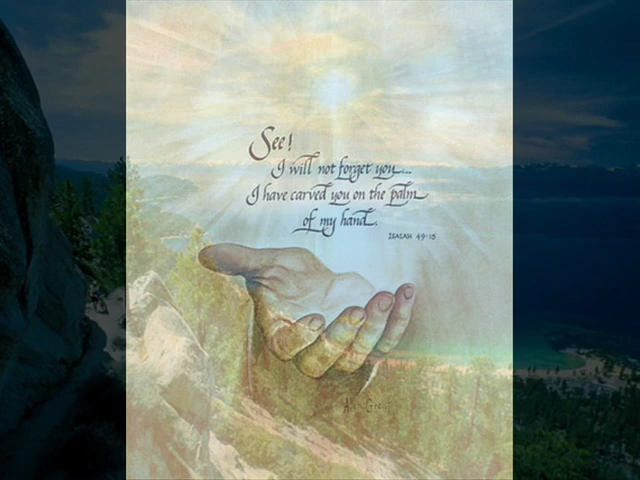 See!
I will not forget you...
I have carved you on the palm
of my hand.
ISAIAH 49-15